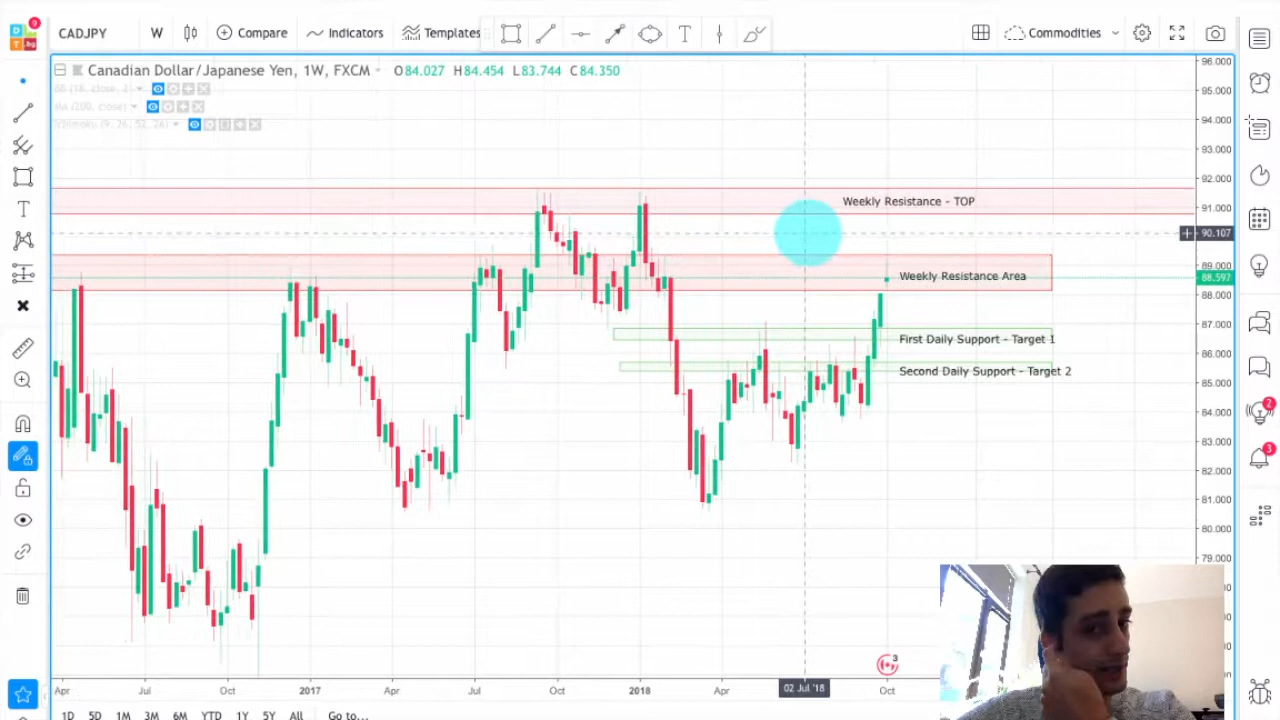 9
CADJPY W Compare Indicators Templates Commodities
Canadian Dollar/Japanese Yen, 1W, FXCM O84.027 H84.454 L83.744 C84.350
96.000
95.000
94.000
93.000
92.000
Weekly Resistance - TOP
91.000
90.107
89.000
Weekly Resistance Area
88.597
88.000
87.000
First Daily Support - Target 1
86.000
Second Daily Support - Target 2
85.000
84.000
83.000
82.000
81.000
80.000
79.000
2
3
3
Apr Jul Oct 2017 Apr Jul Oct 2018 Apr 02 Jul '18 Oct
1D 5D 1M 3M 6M YTD 1Y 5Y All Go to...